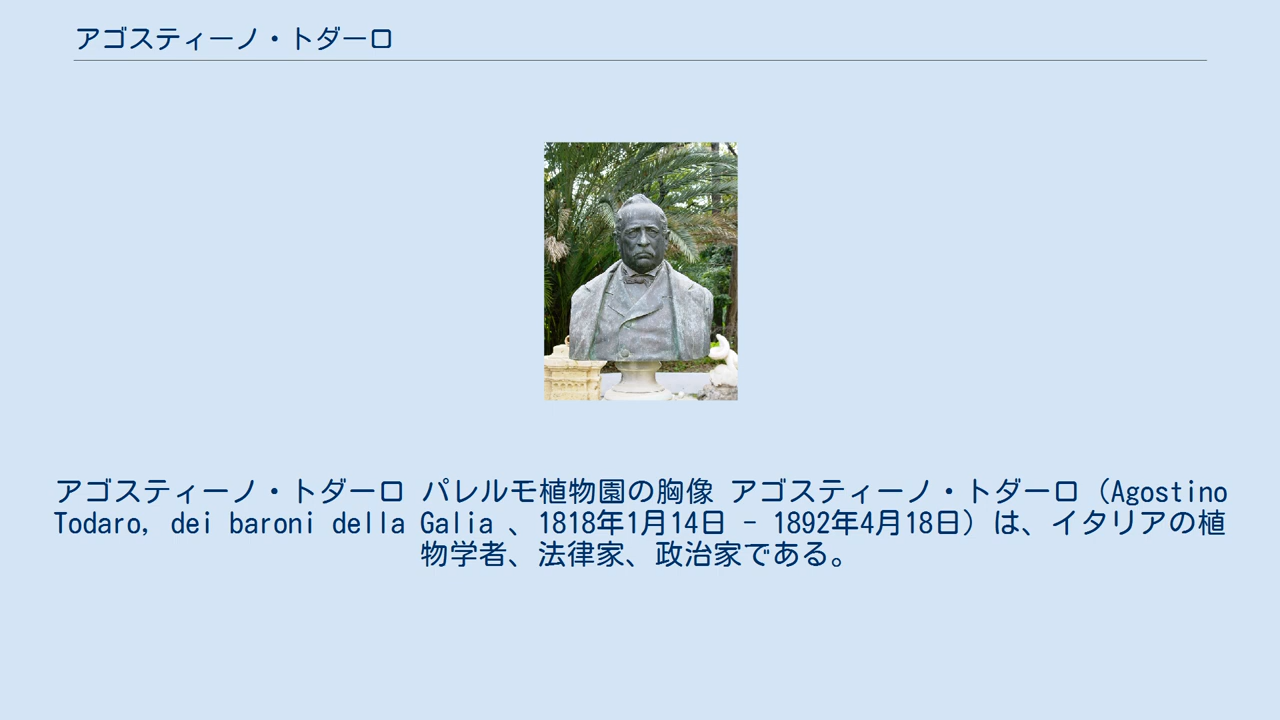 アゴスティーノ・トダーロ
アゴスティーノ・トダーロ パレルモ植物園の胸像 アゴスティーノ・トダーロ（Agostino
Todaro, dei baroni della Galia 、1818年1月14日 - 1892年4月18日）は、イタリアの植
物学者、法律家、政治家である。